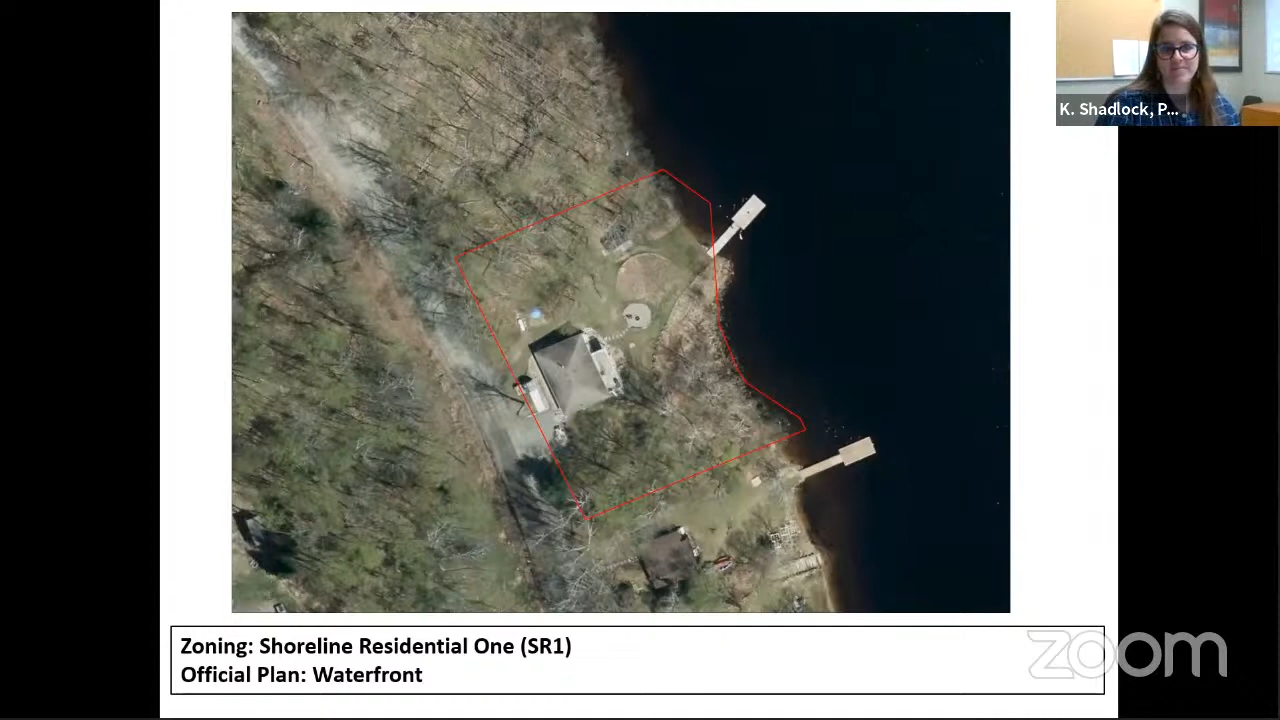 K. Shadlock, P...
Zoning: Shoreline Residential One (SR1)
Official Plan: Waterfront
zoom